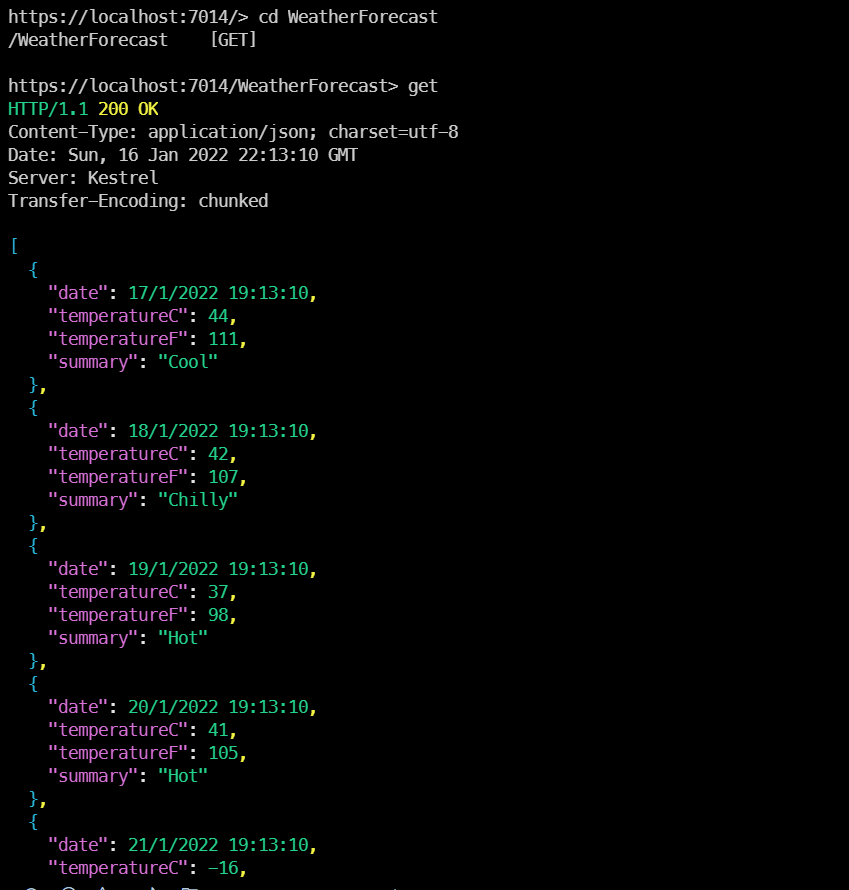 https://localhost:7014/> cd WeatherForecast
/WeatherForecast    [GET]
https://localhost:7014/WeatherForecast> get
HTTP/1.1 200 OK
Content-Type: application/json; charset=utf-8
Date: Sun, 16 Jan 2022 22:13:10 GMT
Server: Kestrel
Transfer-Encoding: chunked
[
  {
    "date": 17/1/2022 19:13:10,
    "temperatureC": 44,
    "temperatureF": 111,
    "summary": "Cool"
  },
  {
    "date": 18/1/2022 19:13:10,
    "temperatureC": 42,
    "temperatureF": 107,
    "summary": "Chilly"
  },
  {
    "date": 19/1/2022 19:13:10,
    "temperatureC": 37,
    "temperatureF": 98,
    "summary": "Hot"
  },
  {
    "date": 20/1/2022 19:13:10,
    "temperatureC": 41,
    "temperatureF": 105,
    "summary": "Hot"
  },
  {
    "date": 21/1/2022 19:13:10,
    "temperatureC": -16,